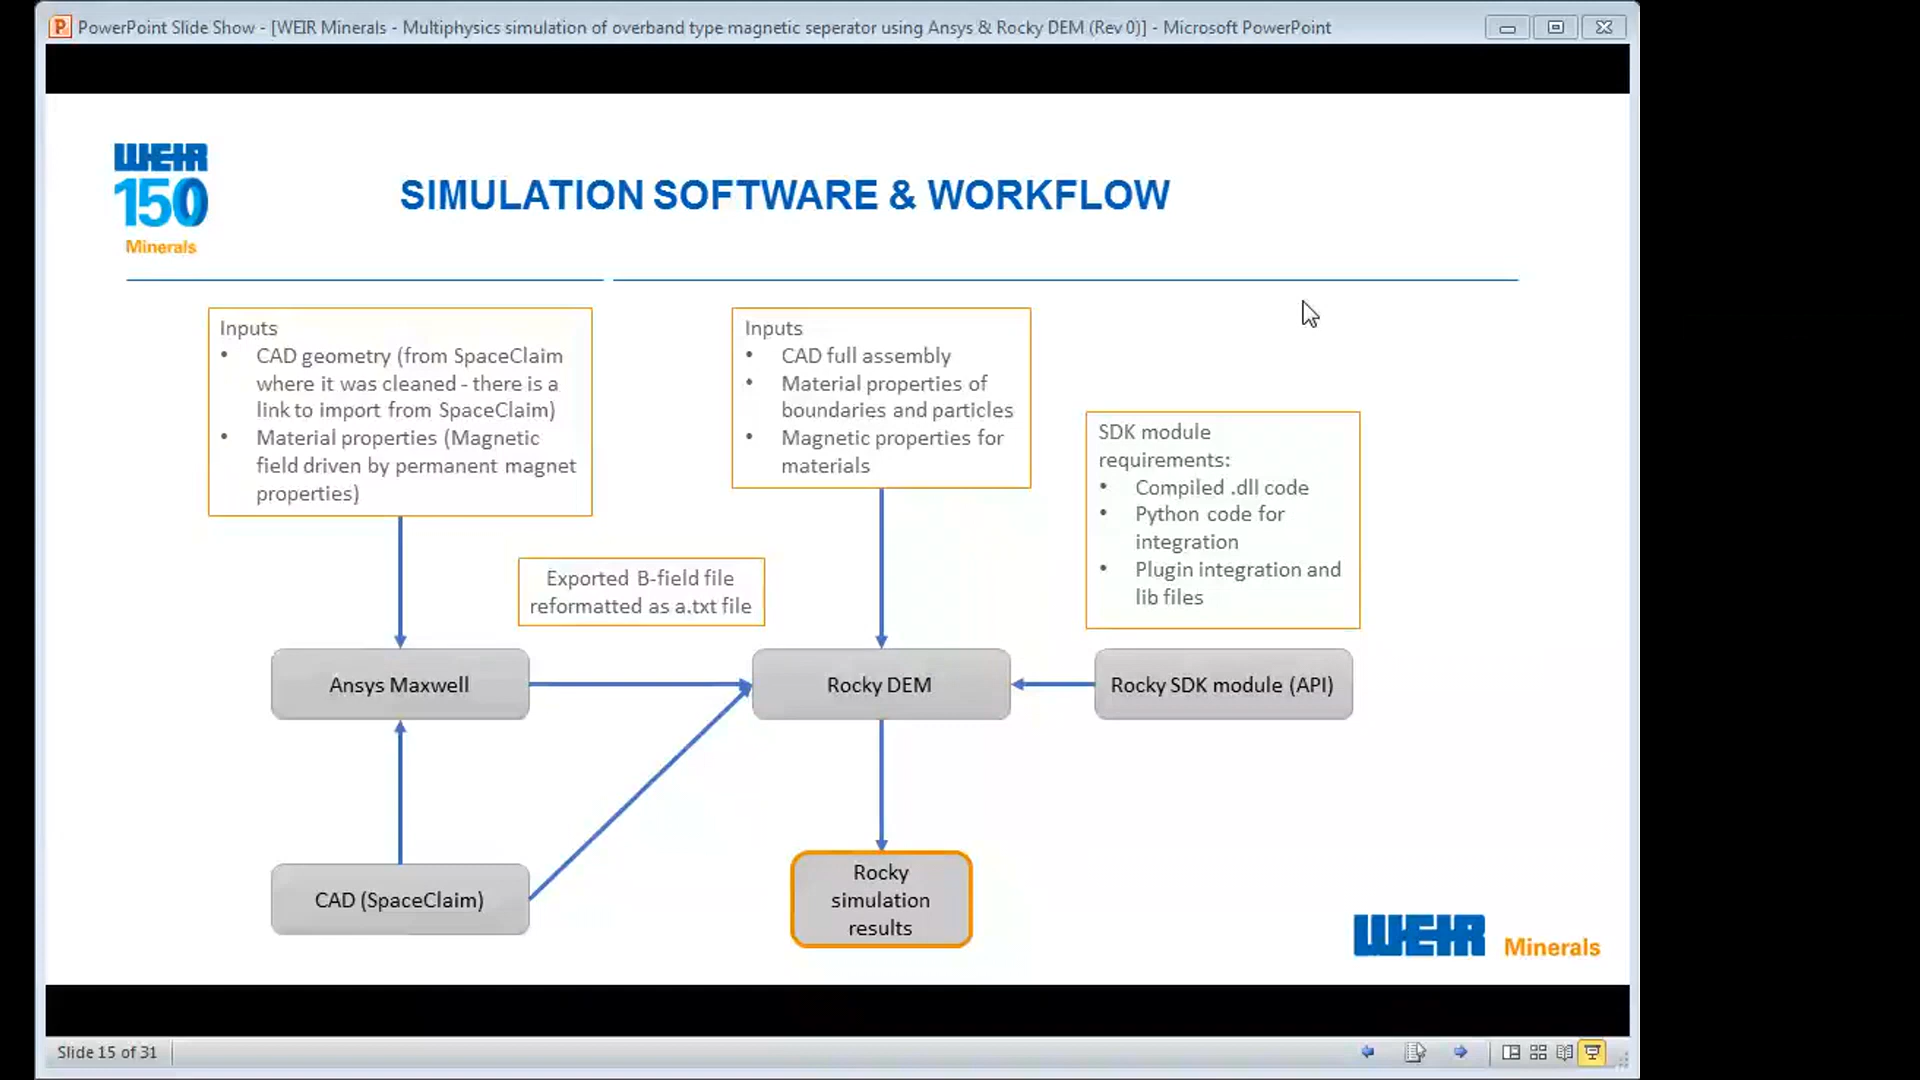 PowerPoint Slide Show - [WEIR Minerals - Multiphysics simulation of overband type magnetic seperator using Ansys & Rocky DEM (Rev 0)] - Microsoft PowerPoint
WEIR
150
Minerals
SIMULATION SOFTWARE & WORKFLOW
Inputs
• CAD geometry (from SpaceClaim
where it was cleaned - there is a
link to import from SpaceClaim)
• Material properties (Magnetic
field driven by permanent magnet
properties)
Inputs
• CAD full assembly
• Material properties of
boundaries and particles
• Magnetic properties for
materials
SDK module
requirements:
• Compiled .dll code
• Python code for
integration
• Plugin integration and
lib files
Exported B-field file
reformatted as a.txt file
Ansys Maxwell
Rocky DEM
Rocky SDK module (API)
CAD (SpaceClaim)
Rocky
simulation
results
WEIR Minerals
Slide 15 of 31